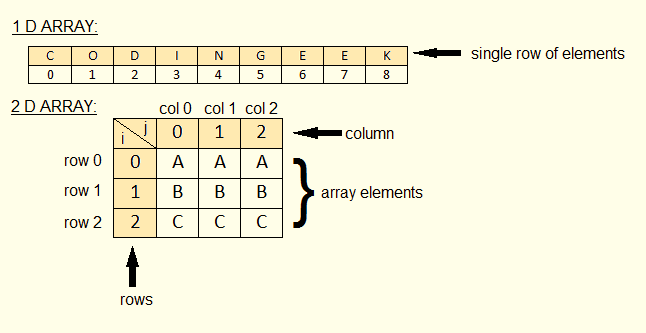 1 D ARRAY:
C O D I N G E E K
0 1 2 3 4 5 6 7 8
single row of elements
2 D ARRAY:
col 0 col 1 col 2
i j 0 1 2
column
row 0 0 A A A
row 1 1 B B B
array elements
row 2 2 C C C
rows